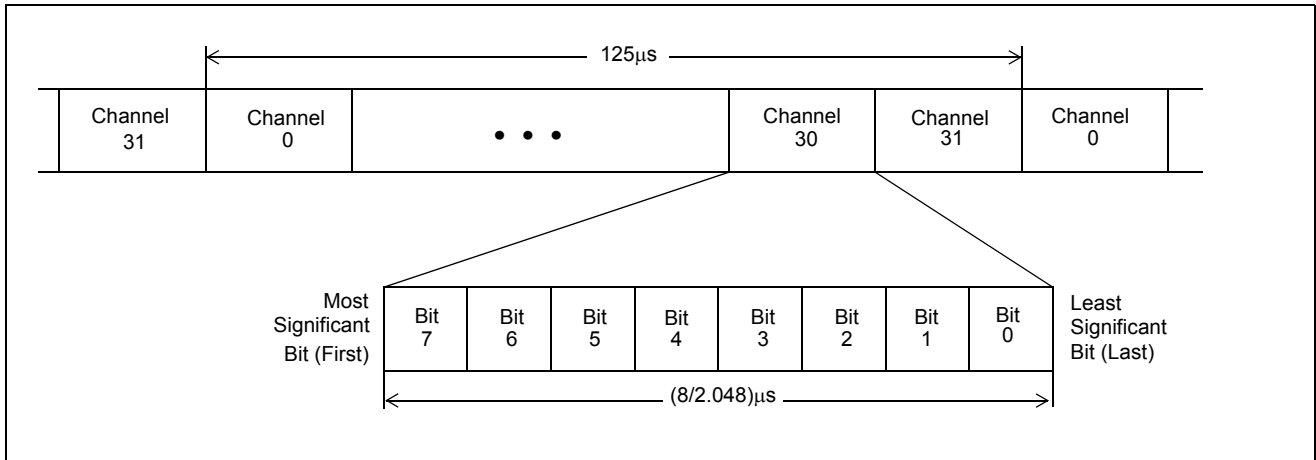 125μs
Channel
31
Channel
0
• • •
Channel
30
Channel
31
Channel
0
Most
Significant
Bit (First)
Bit
7
Bit
6
Bit
5
Bit
4
Bit
3
Bit
2
Bit
1
Bit
0
Least
Significant
Bit (Last)
(8/2.048)μs